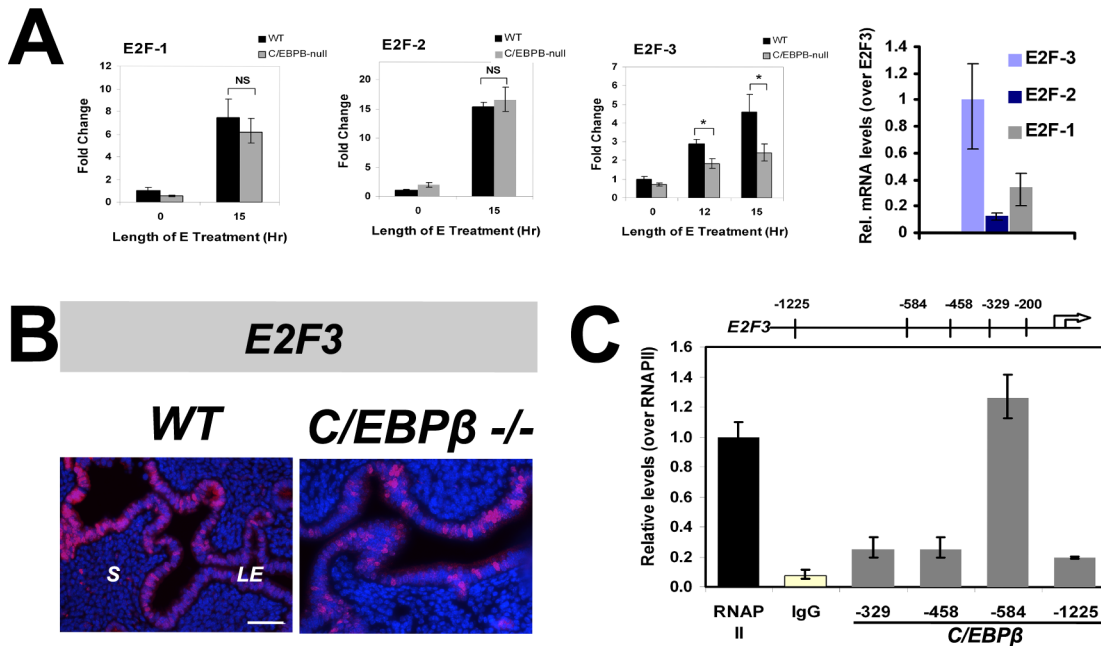 A
E2F-1
WT
C/EBPB-null
Fold Change
12
10
8
6
4
2
0
NS
0
15
Length of E Treatment (Hr)
E2F-2
WT
C/EBPB-null
Fold Change
20
15
10
5
0
NS
0
15
Length of E Treatment (Hr)
E2F-3
WT
C/EBPB-null
Fold Change
7
6
5
4
3
2
1
0
*
*
0
12
15
Length of E Treatment (Hr)
Rel. mRNA levels (over E2F3)
1.4
1.2
1
0.8
0.6
0.4
0.2
0
E2F-3
E2F-2
E2F-1
B
E2F3
WT
C/EBPβ -/-
S
LE
C
-1225
-584
-458
-329
-200
E2F3
Relative levels (over RNAPII)
1.6
1.4
1.2
1.0
0.8
0.6
0.4
0.2
0.0
RNAP
II
IgG
-329
-458
-584
-1225
C/EBPβ